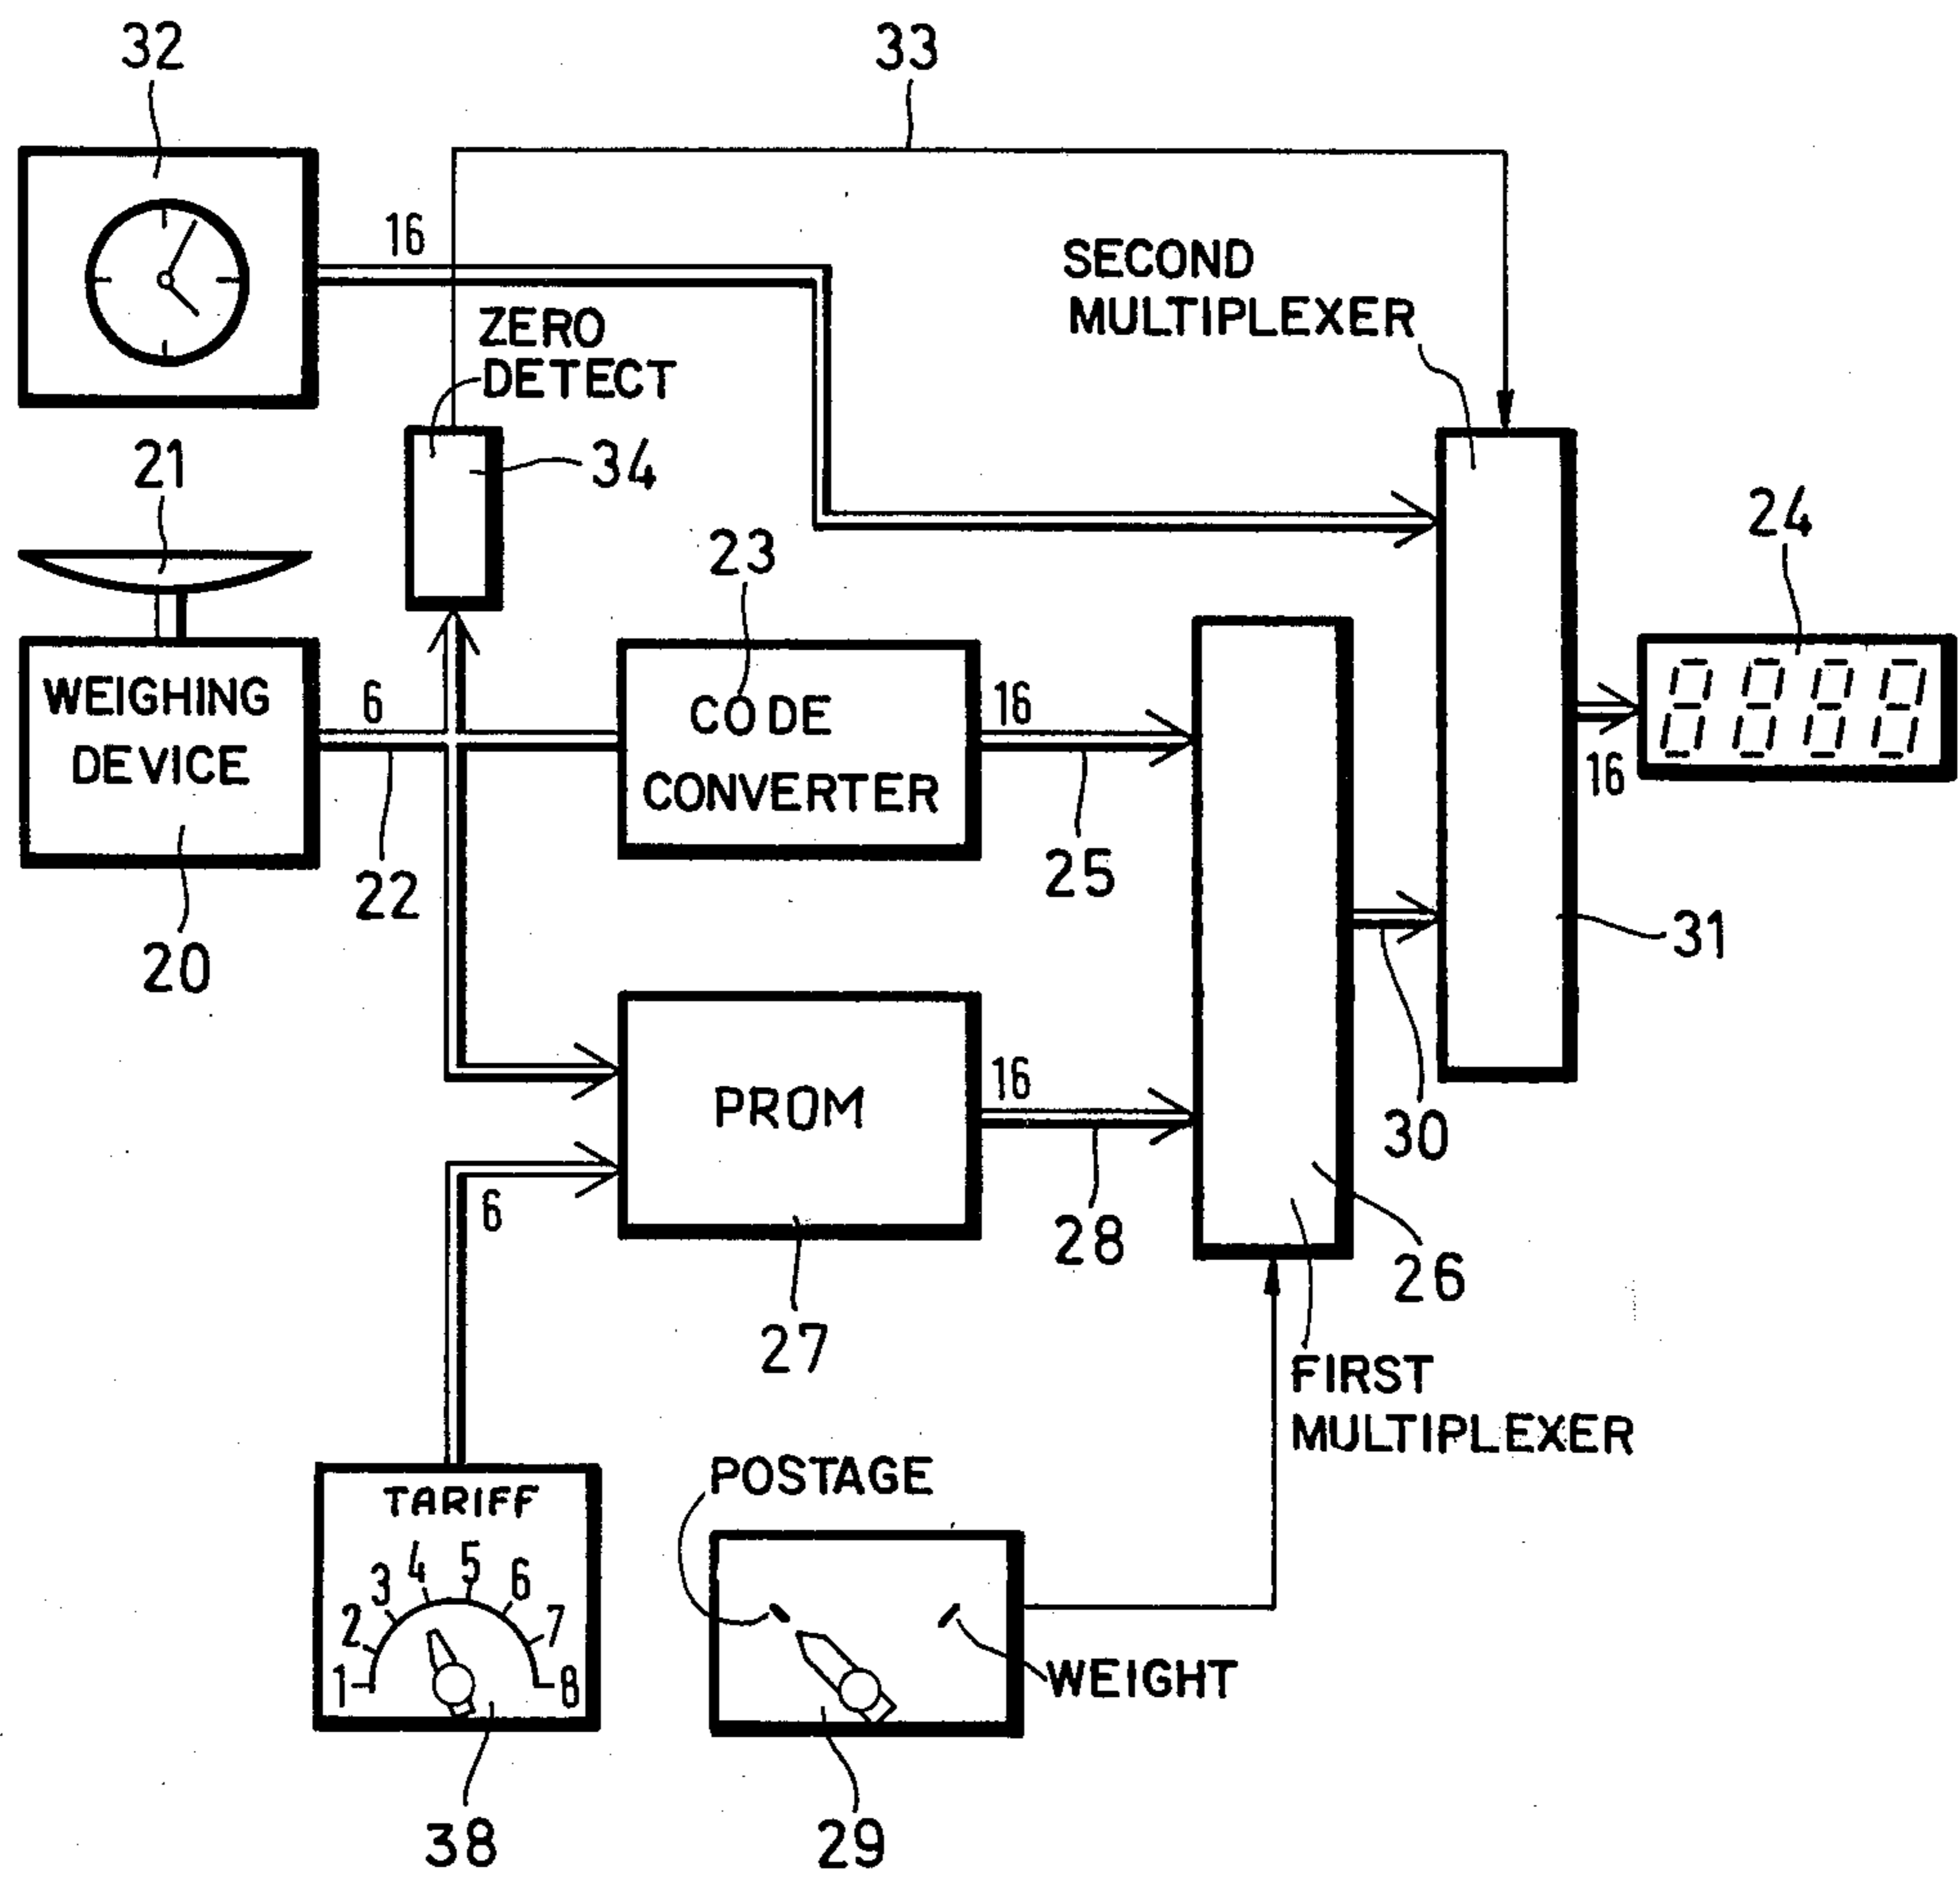 32
33
16
SECOND
MULTIPLEXER
ZERO
DETECT
21
34
24
23
WEIGHING
DEVICE
6
CODE
CONVERTER
16
16
22
25
20
31
PROM
16
30
6
28
26
27
FIRST
MULTIPLEXER
POSTAGE
TARIFF
1 2 3 4 5 6 7 8
WEIGHT
38
29